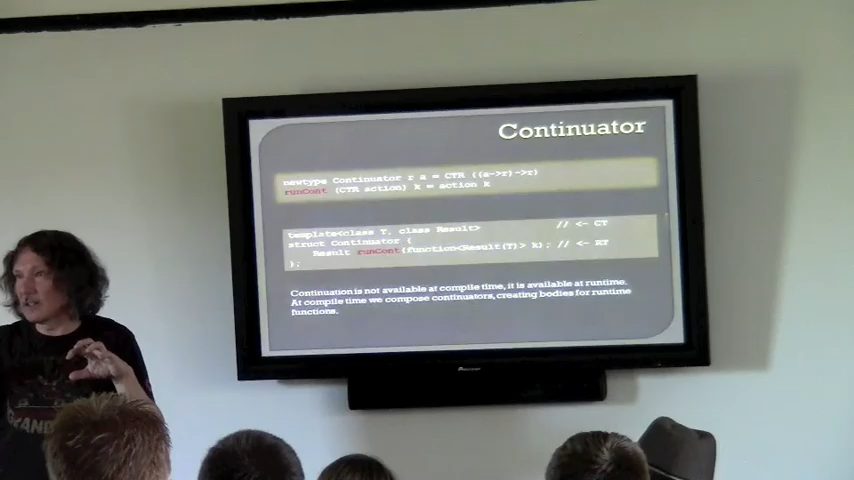 Continuator
newtype Continuator r a = CTR ((a->r)->r)
runCont (CTR action) k = action k
template<class T, class Result> // <- CT
struct Continuator {
Result runCont(function<Result(T)> k); // <- RT
};
Continuation is not available at compile time, it is available at runtime.
At compile time we compose continuators, creating bodies for runtime
functions.